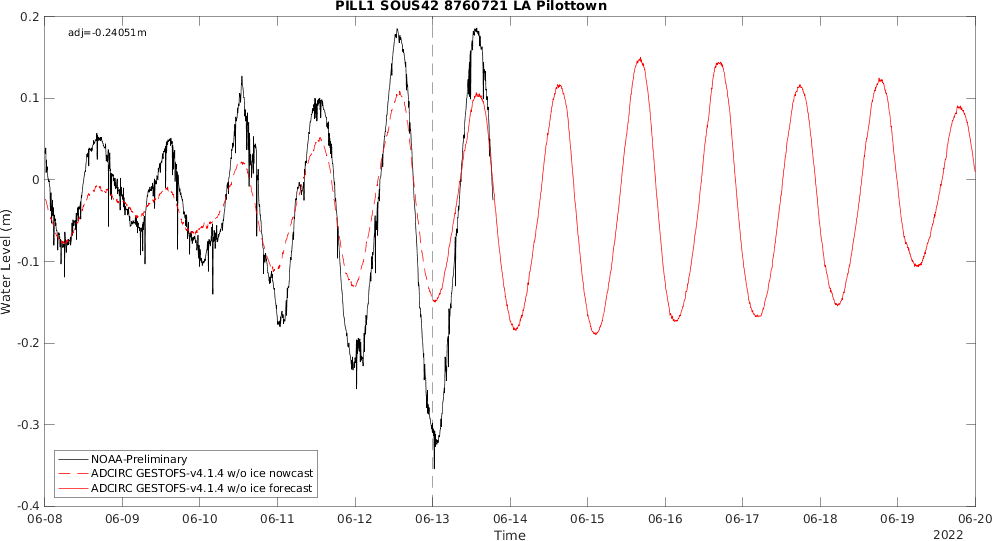 PILL1 SOUS42 8760721 LA Pilottown
adj=-0.24051m
0.2
0.1
0
-0.1
-0.2
-0.3
-0.4
Water Level (m)
NOAA-Preliminary
ADCIRC GESTOFS-v4.1.4 w/o ice nowcast
ADCIRC GESTOFS-v4.1.4 w/o ice forecast
06-08 06-09 06-10 06-11 06-12 06-13 06-14 06-15 06-16 06-17 06-18 06-19 06-20
Time
2022